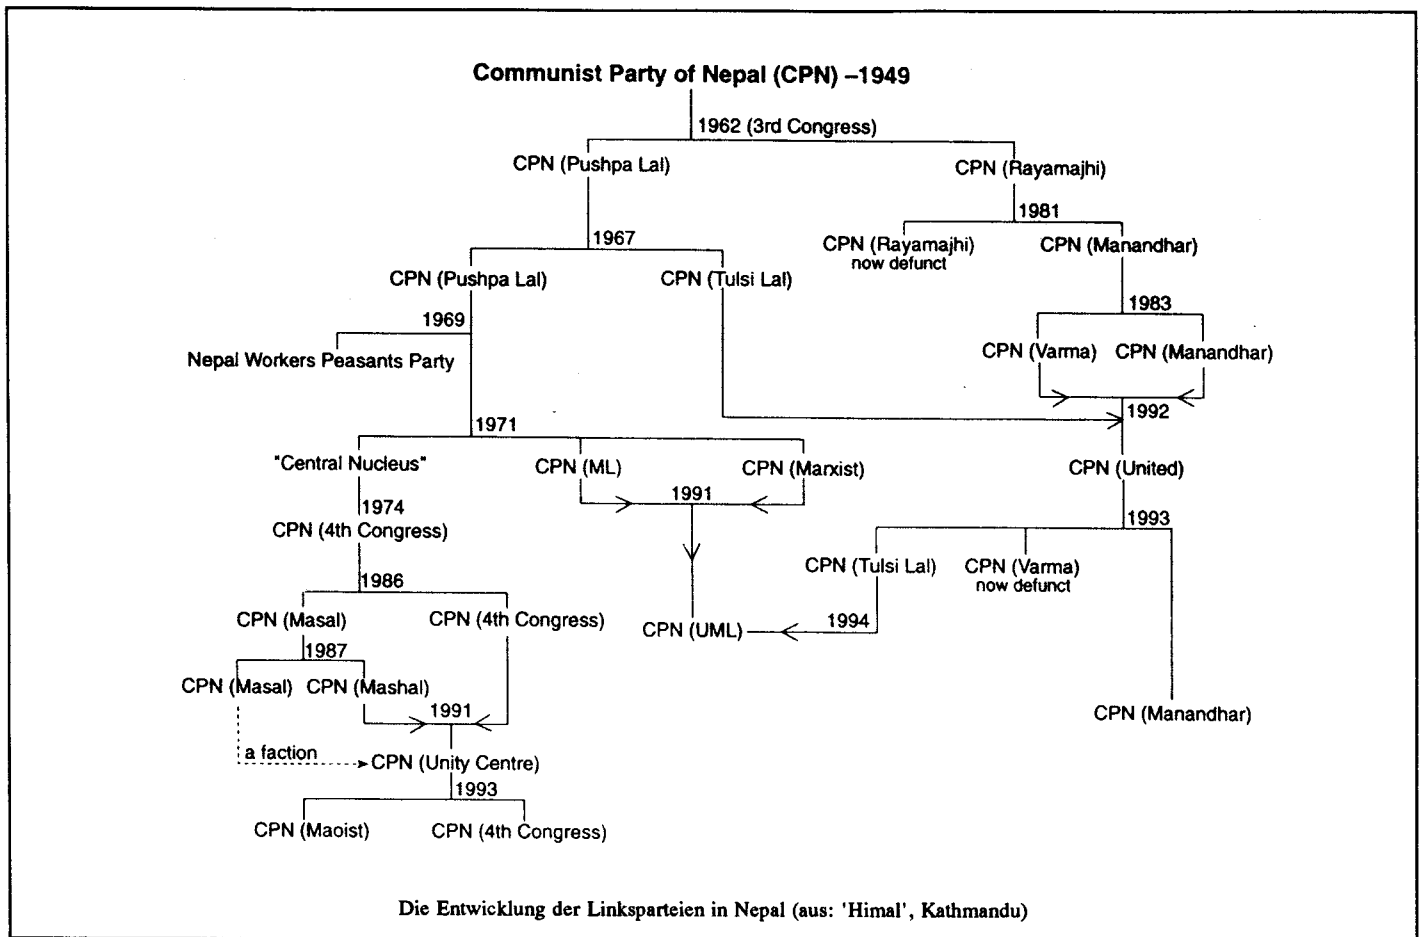 Communist Party of Nepal (CPN) –1949
1962 (3rd Congress)
CPN (Pushpa Lal)
CPN (Rayamajhi)
1981
1967
CPN (Rayamajhi)
now defunct
CPN (Manandhar)
CPN (Pushpa Lal)
CPN (Tulsi Lal)
1983
1969
Nepal Workers Peasants Party
CPN (Varma)
CPN (Manandhar)
1992
1971
"Central Nucleus"
CPN (ML)
CPN (Marxist)
CPN (United)
1991
1974
CPN (4th Congress)
1993
CPN (Tulsi Lal)
CPN (Varma)
now defunct
1986
CPN (Masal)
CPN (4th Congress)
CPN (UML)
1994
1987
CPN (Masal)
CPN (Mashal)
1991
CPN (Manandhar)
a faction
CPN (Unity Centre)
1993
CPN (Maoist)
CPN (4th Congress)
Die Entwicklung der Linksparteien in Nepal (aus: 'Himal', Kathmandu)